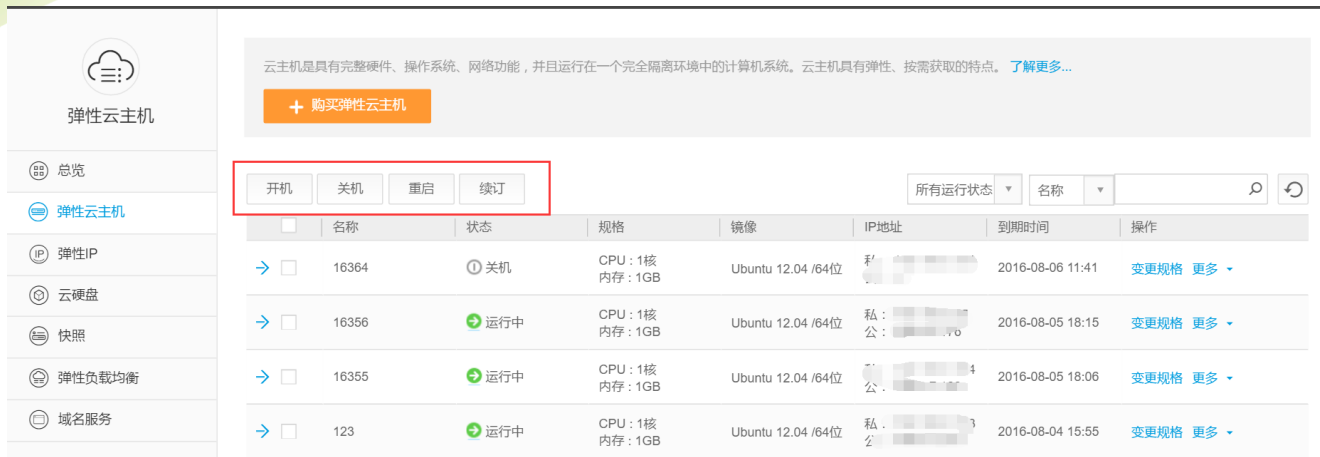 云主机是具有完整硬件、操作系统、网络功能，并且运行在一个完全隔离环境中的计算机系统。云主机具有弹性、按需获取的特点。 了解更多...
+ 购买弹性云主机
弹性云主机
总览
弹性云主机
弹性IP
云硬盘
快照
弹性负载均衡
域名服务
开机 关机 重启 续订 所有运行状态 名称
名称 状态 规格 镜像 IP地址 到期时间 操作
16364 关机 CPU：1核 Ubuntu 12.04 /64位 2016-08-06 11:41 变更规格 更多
内存：1GB
16356 运行中 CPU：1核 Ubuntu 12.04 /64位 私： 2016-08-05 18:15 变更规格 更多
内存：1GB 公：
16355 运行中 CPU：1核 Ubuntu 12.04 /64位 2016-08-05 18:06 变更规格 更多
内存：1GB 公：
123 运行中 CPU：1核 Ubuntu 12.04 /64位 私： 2016-08-04 15:55 变更规格 更多
内存：1GB